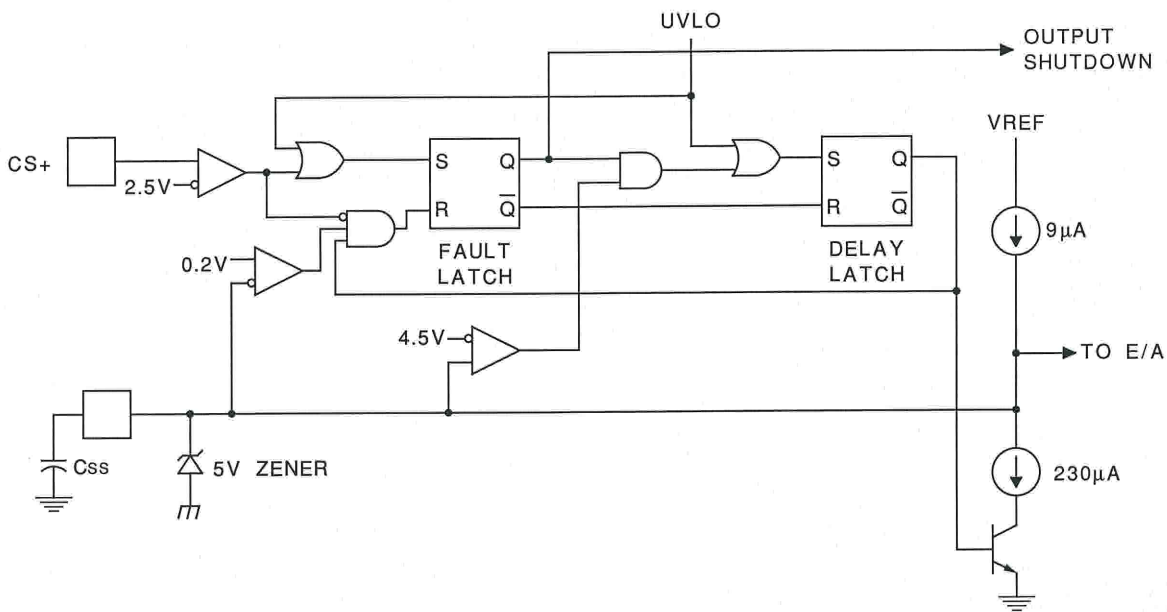 UVLO
OUTPUT
SHUTDOWN
VREF
CS+
2.5V
S
Q
R
Q̅
S
Q
R
Q̅
9µA
FAULT
LATCH
DELAY
LATCH
0.2V
4.5V
TO E/A
Css
5V ZENER
230µA